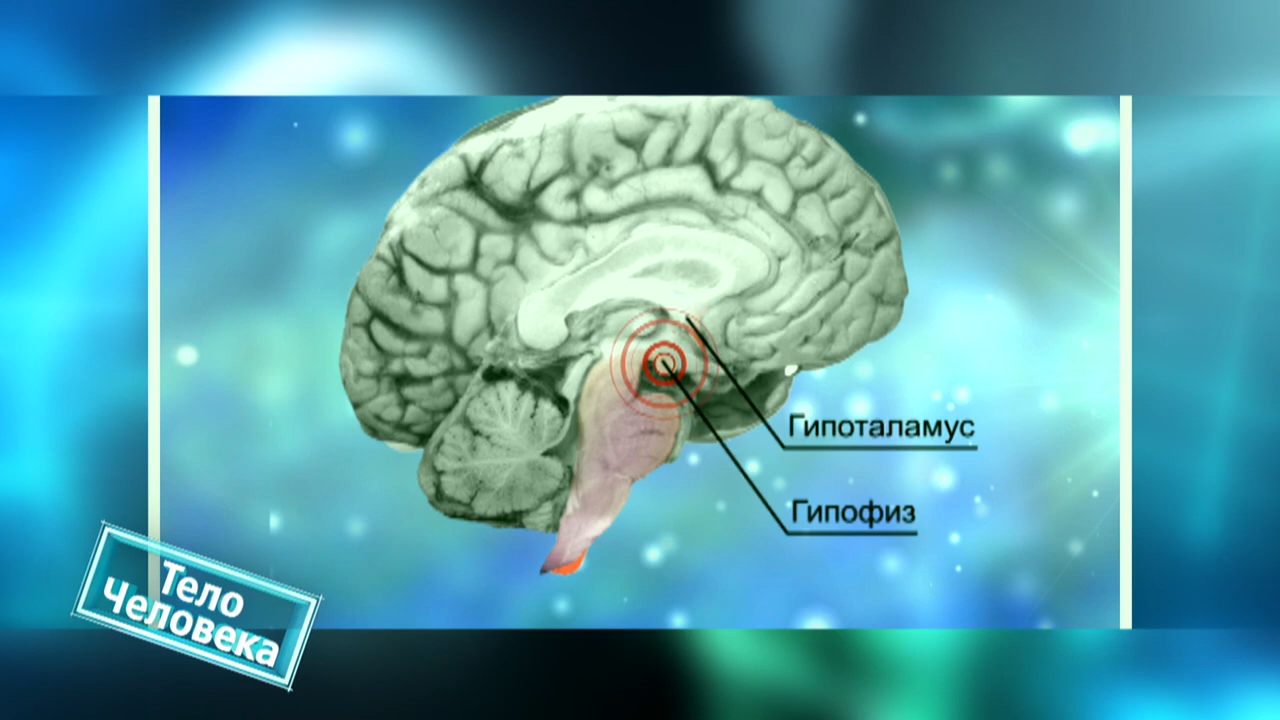 Гипоталамус
Гипофиз
Тело
Человека